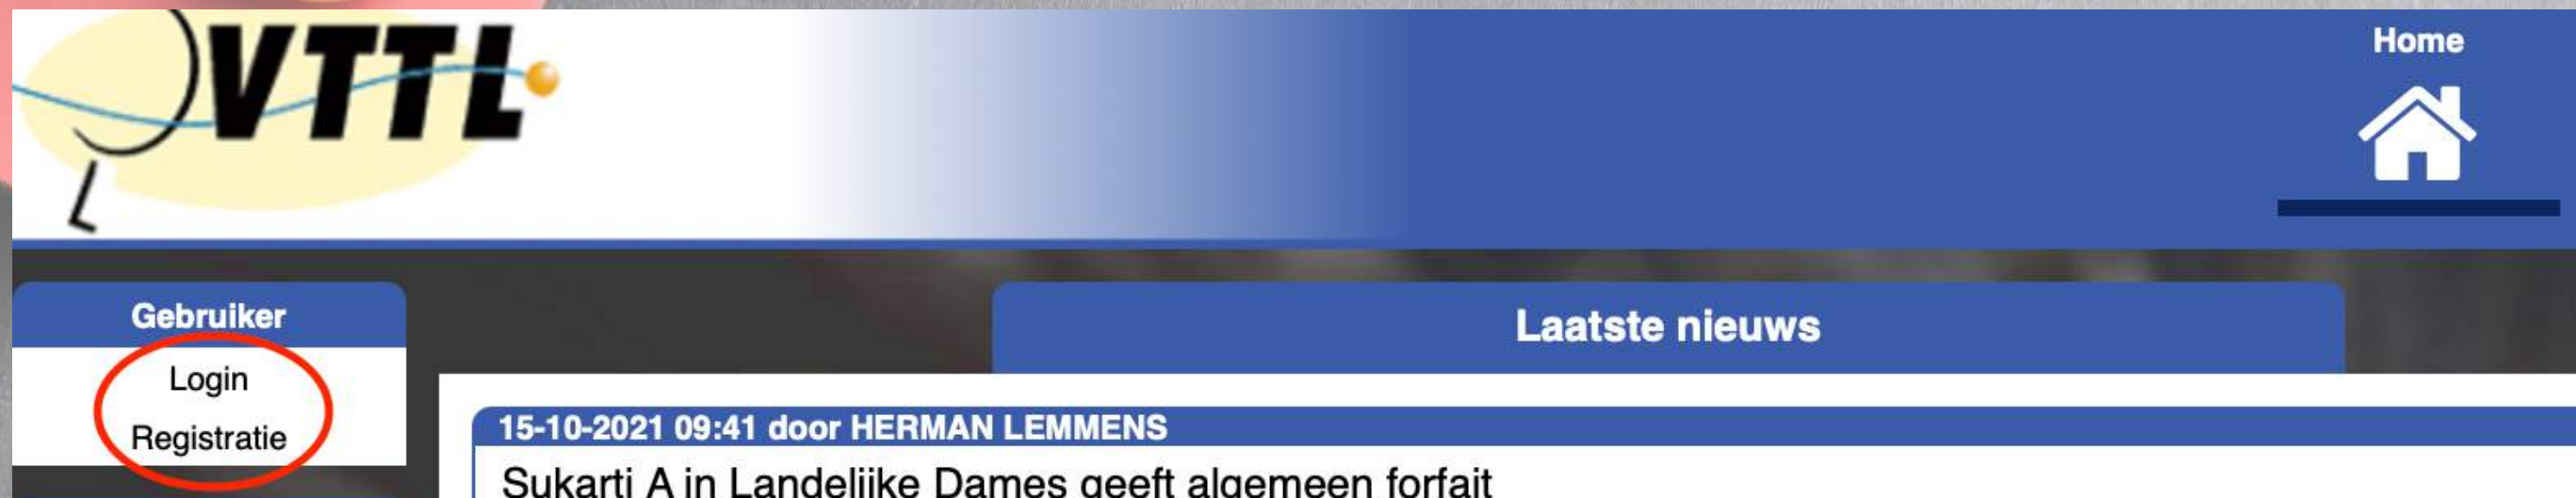 VTTL
Home
Gebruiker
Login
Registratie
Laatste nieuws
15-10-2021 09:41 door HERMAN LEMMENS
Sukarti A in Landelijke Dames geeft algemeen forfait